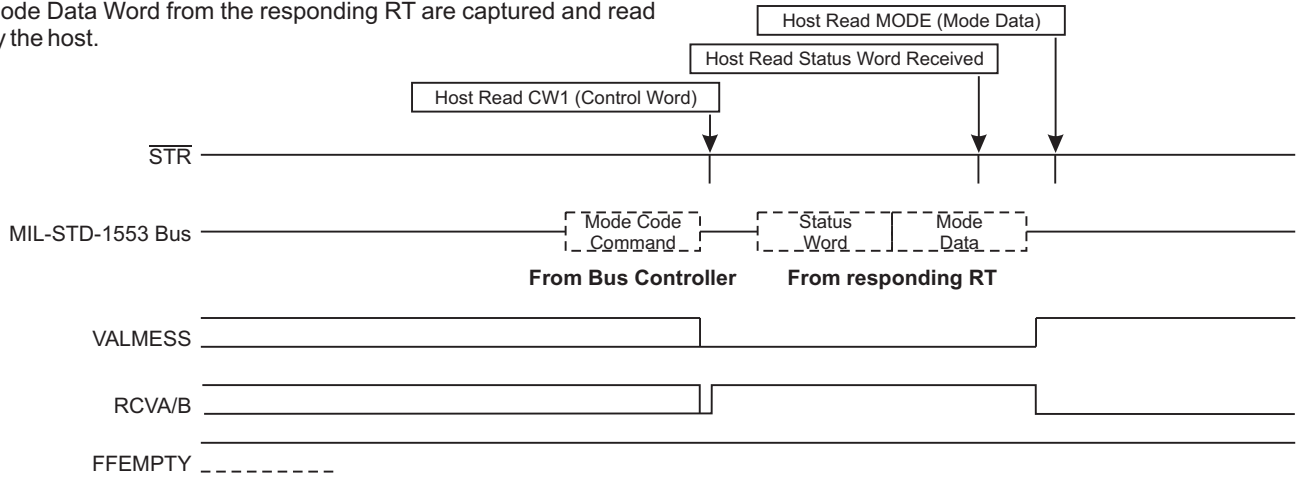 ode Data Word from the responding RT are captured and read
the host.
Host Read MODE (Mode Data)
Host Read Status Word Received
Host Read CW1 (Control Word)
STR
MIL-STD-1553 Bus
Mode Code
Command
Status
Word
Mode
Data
From Bus Controller
From responding RT
VALMESS
RCVA/B
FFEMPTY